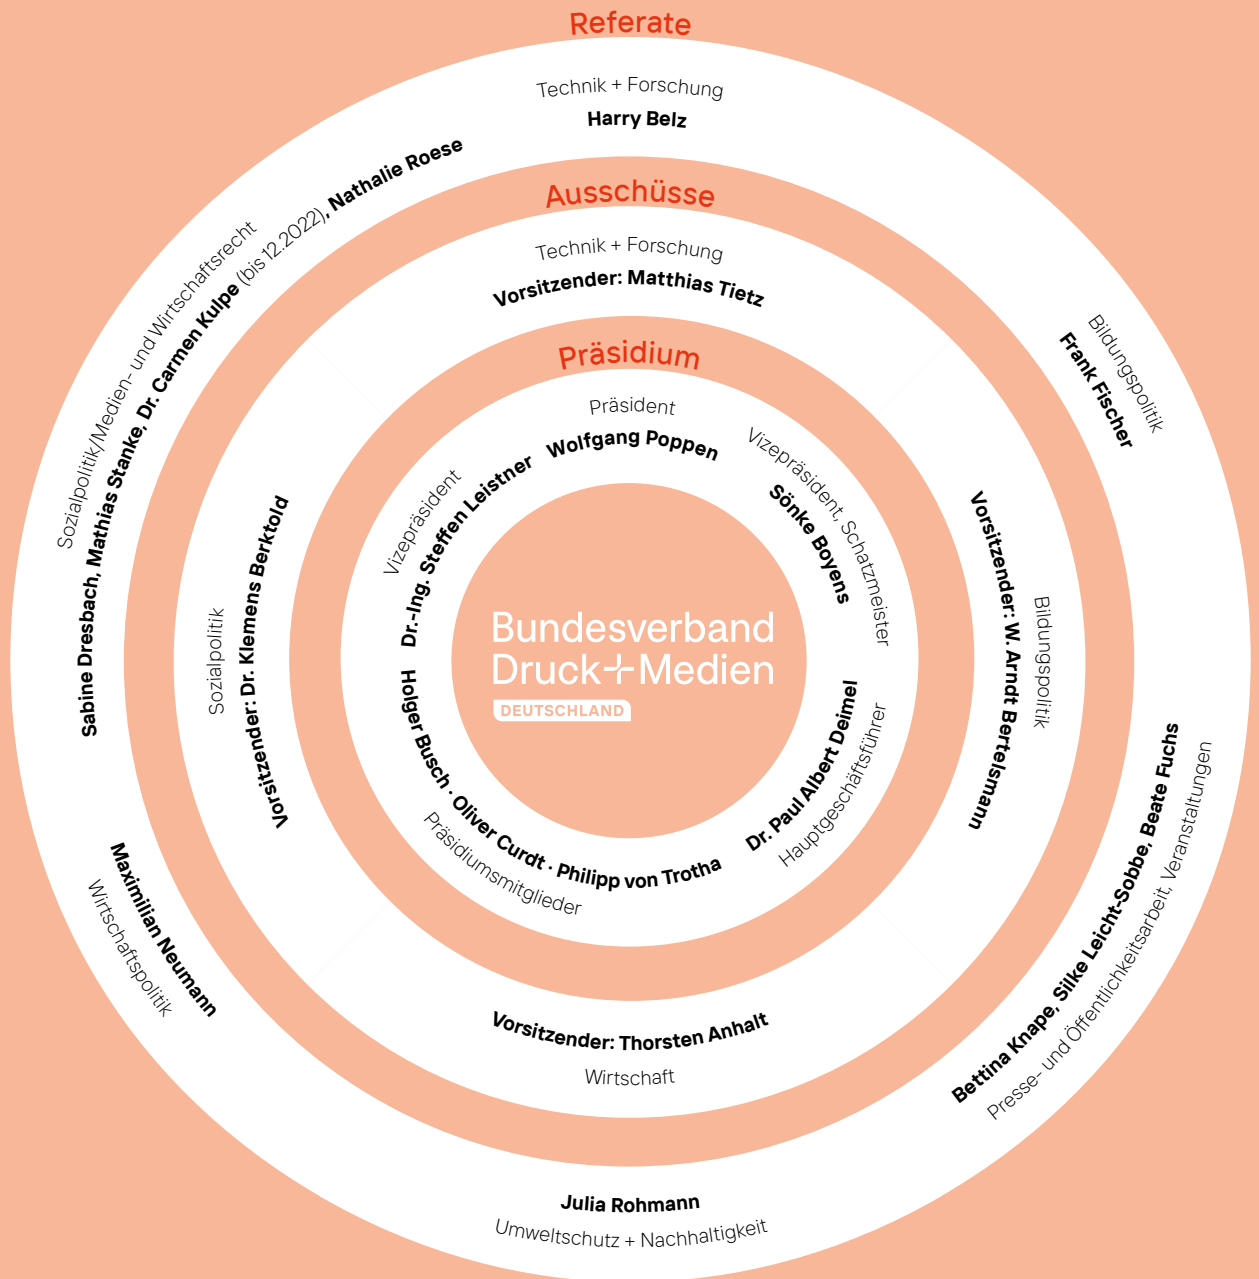 Referate
Technik + Forschung
Harry Belz
Bildungspolitik
Frank Fischer
Bettina Knape, Silke Leicht-Sobbe, Beate Fuchs
Presse- und Öffentlichkeitsarbeit, Veranstaltungen
Julia Rohmann
Umweltschutz + Nachhaltigkeit
Maximilian Neumann
Wirtschaftspolitik
Sozialpolitik/Medien- und Wirtschaftsrecht
Sabine Dresbach, Mathias Stanke, Dr. Carmen Kulpe (bis 12.2022), Nathalie Roese
Ausschüsse
Technik + Forschung
Vorsitzender: Matthias Tietz
Bildungspolitik
Vorsitzender: W. Arndt Bertelsmann
Vorsitzender: Thorsten Anhalt
Wirtschaft
Sozialpolitik
Vorsitzender: Dr. Klemens Berktold
Präsidium
Präsident
Wolfgang Poppen
Vizepräsident, Schatzmeister
Sönke Boyens
Dr. Paul Albert Deimel
Hauptgeschäftsführer
Holger Busch · Oliver Curdt · Philipp von Trotha
Präsidiumsmitglieder
Vizepräsident
Dr.-Ing. Steffen Leistner
Bundesverband
Druck+Medien
DEUTSCHLAND